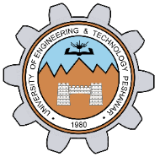 UNIVERSITY OF ENGINEERING & TECHNOLOGY PESHAWAR
1980